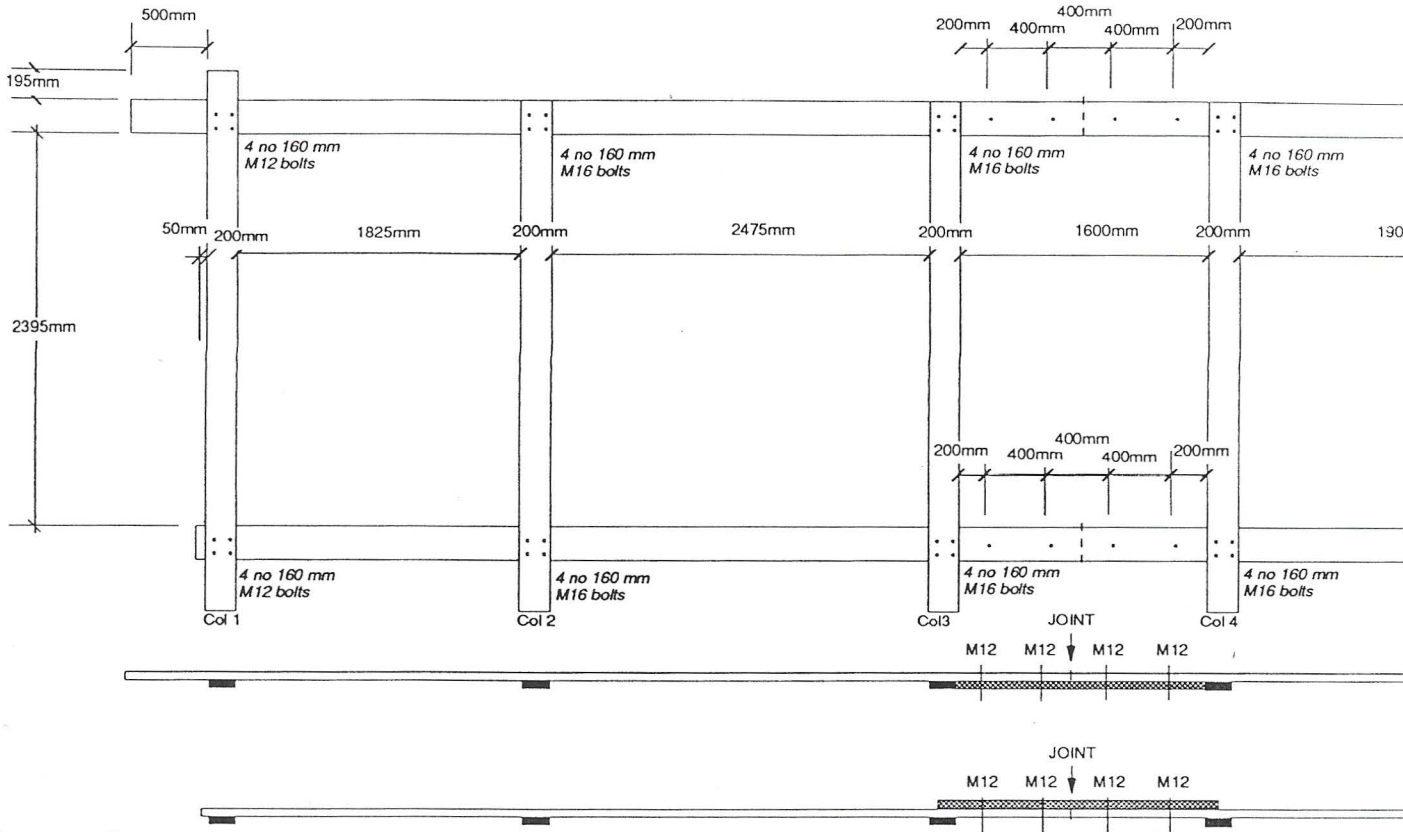 500mm
400mm
200mm 400mm 400mm 200mm
195mm
4 no 160 mm
M12 bolts
4 no 160 mm
M16 bolts
4 no 160 mm
M16 bolts
4 no 160 mm
M16 bolts
50mm 200mm 1825mm 200mm 2475mm 200mm 1600mm 200mm 190
2395mm
400mm
200mm 400mm 400mm 200mm
4 no 160 mm
M12 bolts
4 no 160 mm
M16 bolts
4 no 160 mm
M16 bolts
4 no 160 mm
M16 bolts
Col 1 Col 2 Col3 Col 4
JOINT
M12 M12 M12 M12
JOINT
M12 M12 M12 M12